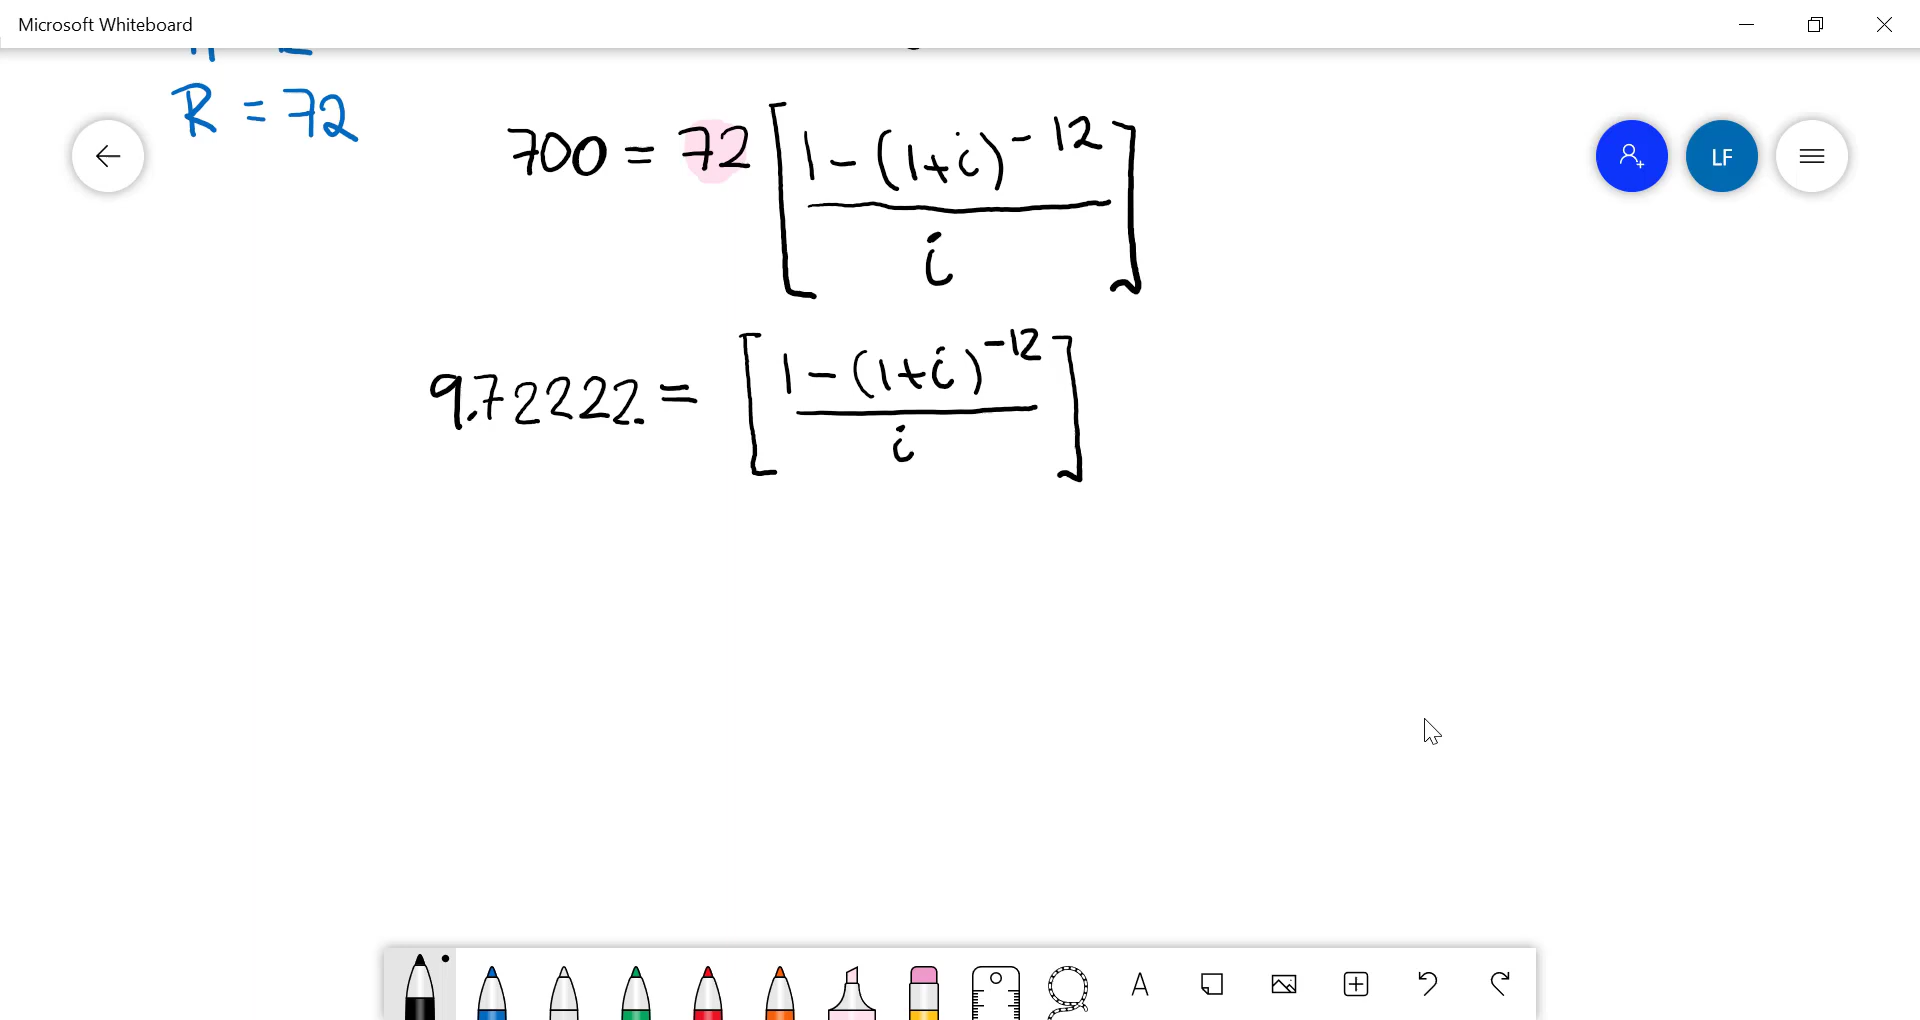 Microsoft Whiteboard
R = 72
700 = 72 [ 1 - (1+i)^-12 / i ]
LF
9.72222 = [ 1 - (1+i)^-12 / i ]
A